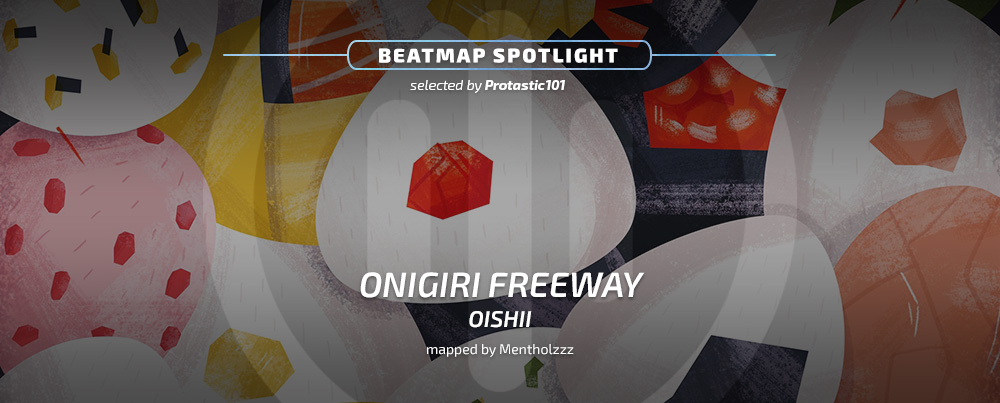 BEATMAP SPOTLIGHT
selected by Protastic101
ONIGIRI FREEWAY
OISHII
mapped by Mentholzzz